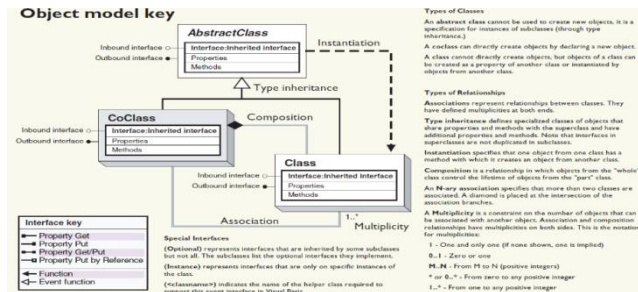 Object model key
AbstractClass
Interface:Inherited interface
Properties
Methods
Inbound interface
Outbound interface
Instantiation
Type inheritance
CoClass
Interface:Inherited interface
Properties
Methods
Inbound interface
Outbound interface
Composition
Class
Interface:Inherited interface
Properties
Methods
Inbound interface
Outbound interface
Association
1..*
Multiplicity
Interface key
Property Get
Property Put
Property Get/Put
Property Put by Reference
Function
Event function
Special Interfaces
(Optional) represents interfaces that are inherited by some subclasses
but not all. The subclasses list the optional interfaces they implement.
(Instance) represents interfaces that are only on specific instances of
the class.
(<classname>) indicates the name of the helper class required to
support this event interface in Visual Basic.
Types of Classes
An abstract class cannot be used to create new objects, it is a
specification for instances of subclasses (through type
inheritance.)
A coclass can directly create objects by declaring a new object.
A class cannot directly create objects, but objects of a class can
be created as a property of another class or instantiated by
objects from another class.
Types of Relationships
Associations represent relationships between classes. They
have defined multiplicities at both ends.
Type inheritance defines specialized classes of objects that
share properties and methods with the superclass and have
additional properties and methods. Note that interfaces in
superclasses are not duplicated in subclasses.
Instantiation specifies that one object from one class has a
method with which it creates an object from another class.
Composition is a relationship in which objects from the "whole"
class control the lifetime of objects from the "part" class.
An N-ary association specifies that more than two classes are
associated. A diamond is placed at the intersection of the
association branches.
A Multiplicity is a constraint on the number of objects that can
be associated with another object. Association and composition
relationships have multiplicities on both sides. This is the notation
for multiplicities:
1 - One and only one (if none shown, one is implied)
0..1 - Zero or one
M..N - From M to N (positive integers)
* or 0..* - From zero to any positive integer
1..* - From one to any positive integer